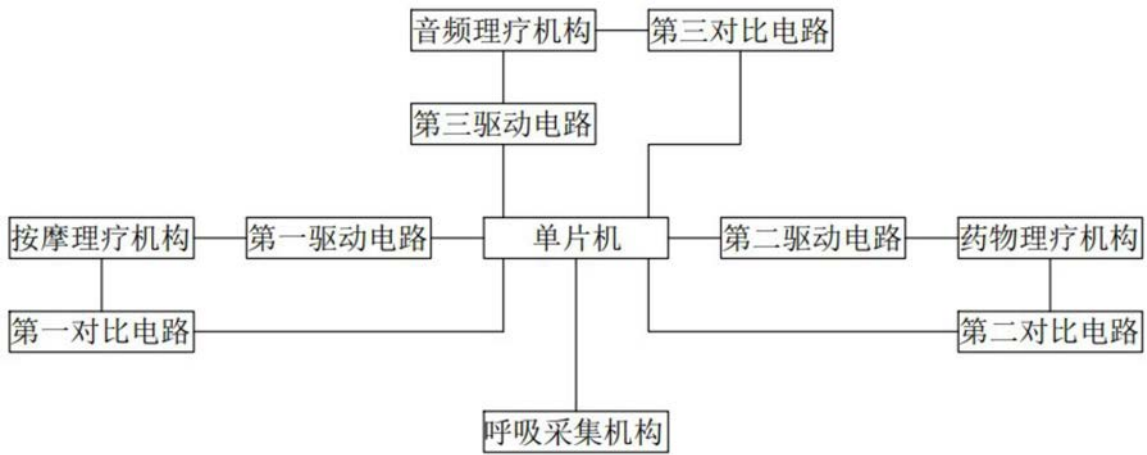 音频理疗机构
第三对比电路
第三驱动电路
按摩理疗机构
第一驱动电路
单片机
第二驱动电路
药物理疗机构
第一对比电路
第二对比电路
呼吸采集机构